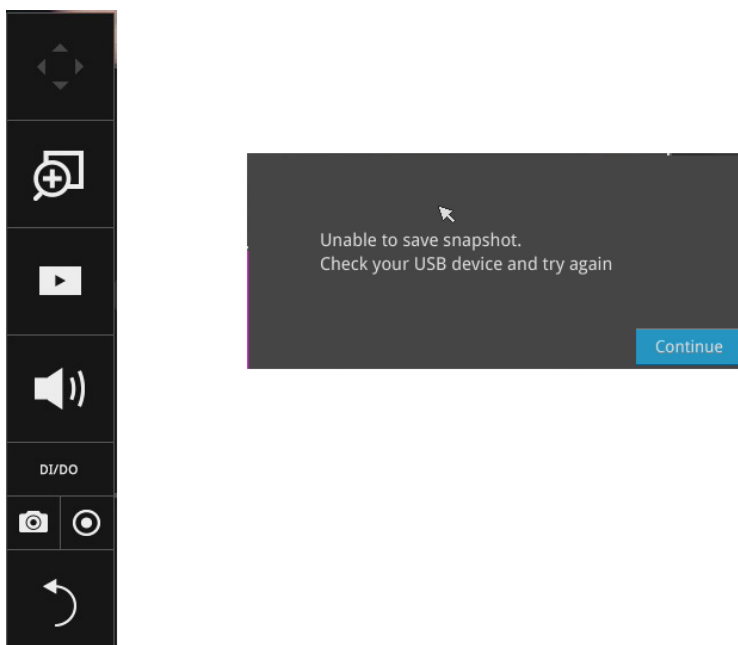 Unable to save snapshot.
Check your USB device and try again
Continue
DI/DO